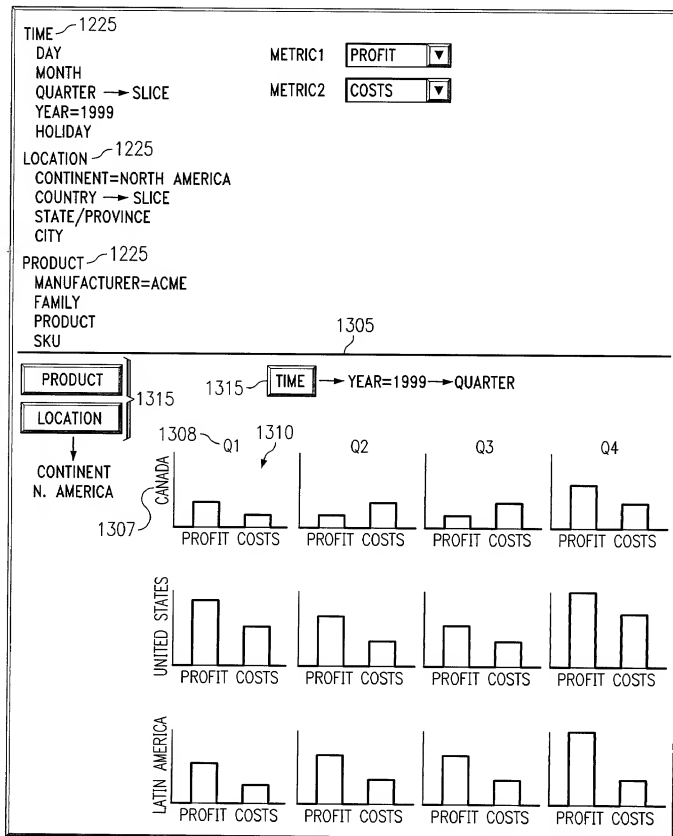 TIME 1225
DAY
MONTH
QUARTER → SLICE
YEAR=1999
HOLIDAY
METRIC1 PROFIT
METRIC2 COSTS
LOCATION 1225
CONTINENT=NORTH AMERICA
COUNTRY → SLICE
STATE/PROVINCE
CITY
PRODUCT 1225
MANUFACTURER=ACME
FAMILY
PRODUCT
SKU
1305
PRODUCT
LOCATION
1315
CONTINENT
N. AMERICA
1315 TIME → YEAR=1999 → QUARTER
1308 Q1 1310 Q2 Q3 Q4
1307
CANADA
PROFIT COSTS PROFIT COSTS PROFIT COSTS PROFIT COSTS
UNITED STATES
PROFIT COSTS PROFIT COSTS PROFIT COSTS PROFIT COSTS
LATIN AMERICA
PROFIT COSTS PROFIT COSTS PROFIT COSTS PROFIT COSTS